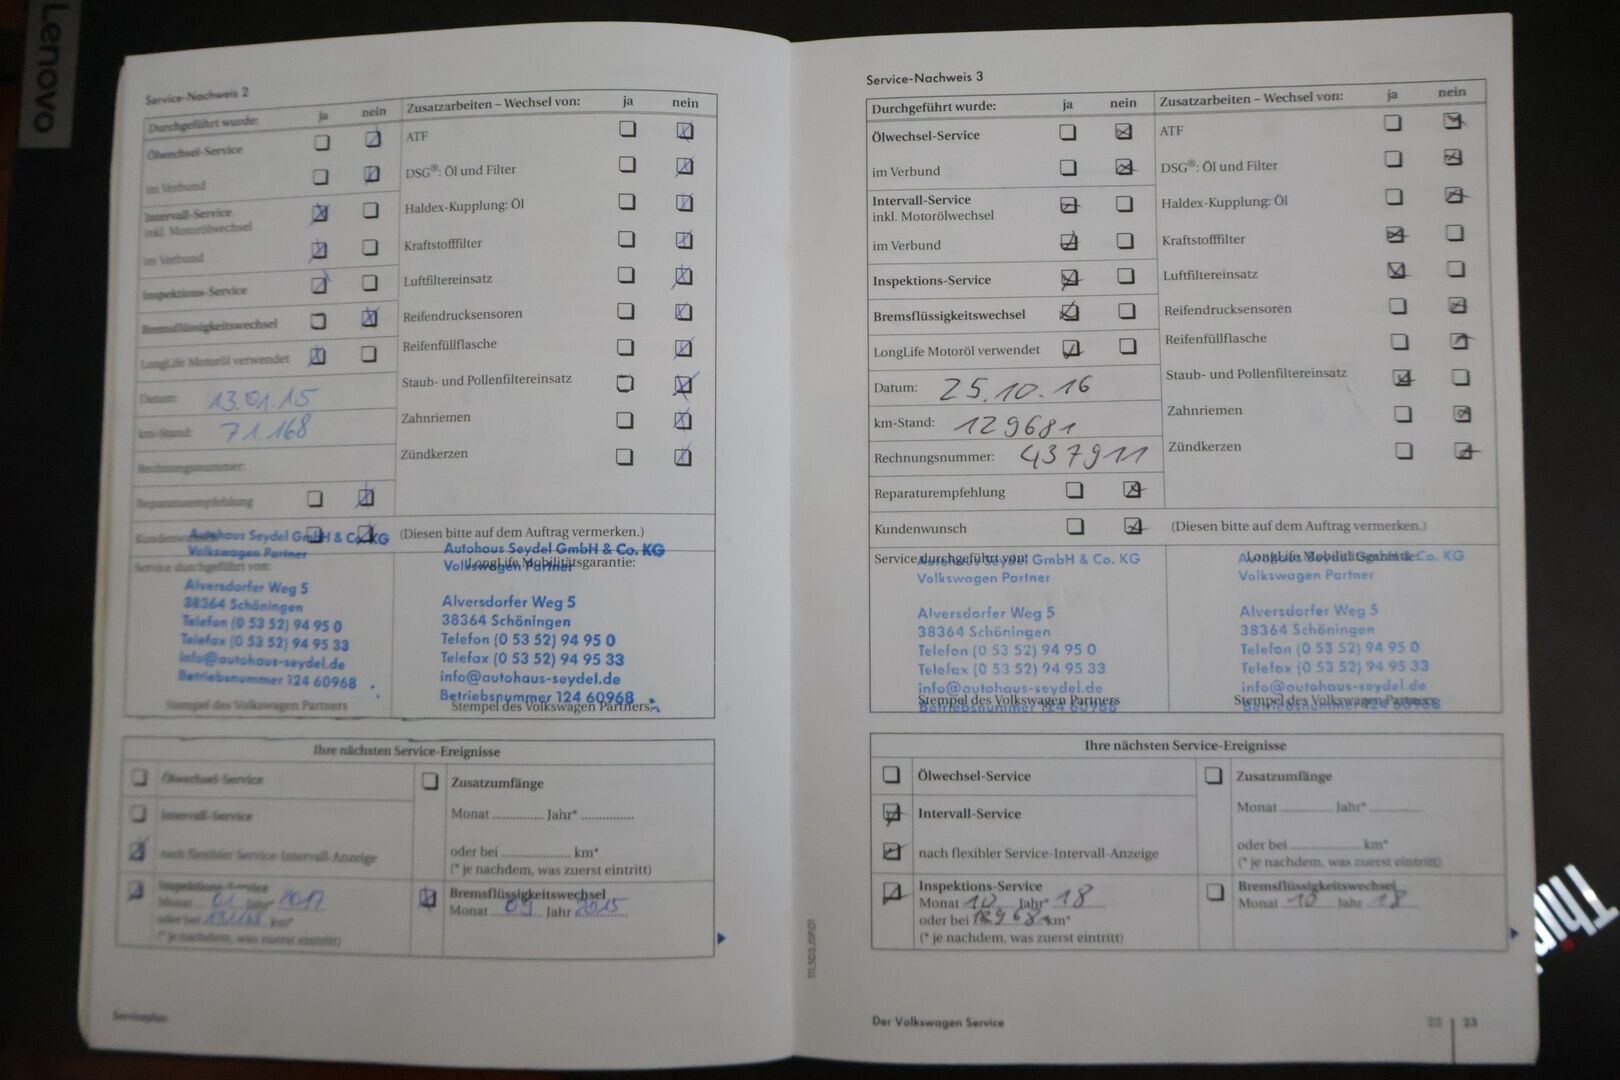 Lenovo
Service-Nachweis 2
Durchgeführt wurde: ja nein
Ölwechsel-Service
im Verbund
Intervall-Service
inkl. Motorölwechsel
im Verbund
Inspektions-Service
Bremsflüssigkeitswechsel
LongLife Motoröl verwendet
Datum: 13.01.15
km-Stand: 71.168
Rechnungsnummer:
Reparaturempfehlung
Zusatzarbeiten – Wechsel von: ja nein
ATF
DSG®: Öl und Filter
Haldex-Kupplung: Öl
Kraftstofffilter
Luftfiltereinsatz
Reifendrucksensoren
Reifenfüllflasche
Staub- und Pollenfiltereinsatz
Zahnriemen
Zündkerzen
(Diesen bitte auf dem Auftrag vermerken.)
Autohaus Seydel GmbH & Co. KG
Volkswagen Partner
Service durchgeführt von:
Alversdorfer Weg 5
38364 Schöningen
Telefon (0 53 52) 94 95 0
Telefax (0 53 52) 94 95 33
info@autohaus-seydel.de
Betriebsnummer 124 60968
Stempel des Volkswagen Partners
Autohaus Seydel GmbH & Co. KG
Volkswagen Partner
LongLife Mobilitätsgarantie:
Alversdorfer Weg 5
38364 Schöningen
Telefon (0 53 52) 94 95 0
Telefax (0 53 52) 94 95 33
info@autohaus-seydel.de
Betriebsnummer 124 60968
Stempel des Volkswagen Partners
Ihre nächsten Service-Ereignisse
Ölwechsel-Service
Intervall-Service
nach flexibler Service-Intervall-Anzeige
Inspektions-Service
Monat 01 Jahr* 2017
oder bei 131168 km*
(* je nachdem, was zuerst eintritt)
Zusatzumfänge
Monat ............... Jahr* ...............
oder bei .................... km*
(* je nachdem, was zuerst eintritt)
Bremsflüssigkeitswechsel
Monat 09 Jahr 2015
Serviceplan
Service-Nachweis 3
Durchgeführt wurde: ja nein
Ölwechsel-Service
im Verbund
Intervall-Service
inkl. Motorölwechsel
im Verbund
Inspektions-Service
Bremsflüssigkeitswechsel
LongLife Motoröl verwendet
Datum: 25.10.16
km-Stand: 129681
Rechnungsnummer: 437911
Reparaturempfehlung
Kundenwunsch
Zusatzarbeiten – Wechsel von: ja nein
ATF
DSG®: Öl und Filter
Haldex-Kupplung: Öl
Kraftstofffilter
Luftfiltereinsatz
Reifendrucksensoren
Reifenfüllflasche
Staub- und Pollenfiltereinsatz
Zahnriemen
Zündkerzen
(Diesen bitte auf dem Auftrag vermerken.)
Service durchgeführt von:
Autohaus Seydel GmbH & Co. KG
Volkswagen Partner
Alversdorfer Weg 5
38364 Schöningen
Telefon (0 53 52) 94 95 0
Telefax (0 53 52) 94 95 33
info@autohaus-seydel.de
Betriebsnummer 124 60968
Stempel des Volkswagen Partners
LongLife Mobilitätsgarantie:
Autohaus Seydel GmbH & Co. KG
Volkswagen Partner
Alversdorfer Weg 5
38364 Schöningen
Telefon (0 53 52) 94 95 0
Telefax (0 53 52) 94 95 33
info@autohaus-seydel.de
Betriebsnummer 124 60968
Stempel des Volkswagen Partners
Ihre nächsten Service-Ereignisse
Ölwechsel-Service
Intervall-Service
nach flexibler Service-Intervall-Anzeige
Inspektions-Service
Monat 10 Jahr* 18
oder bei km*
(* je nachdem, was zuerst eintritt)
Zusatzumfänge
Monat ............... Jahr* ...............
oder bei .................... km*
(* je nachdem, was zuerst eintritt)
Bremsflüssigkeitswechsel
Monat 10 Jahr 18
Der Volkswagen Service
22 23